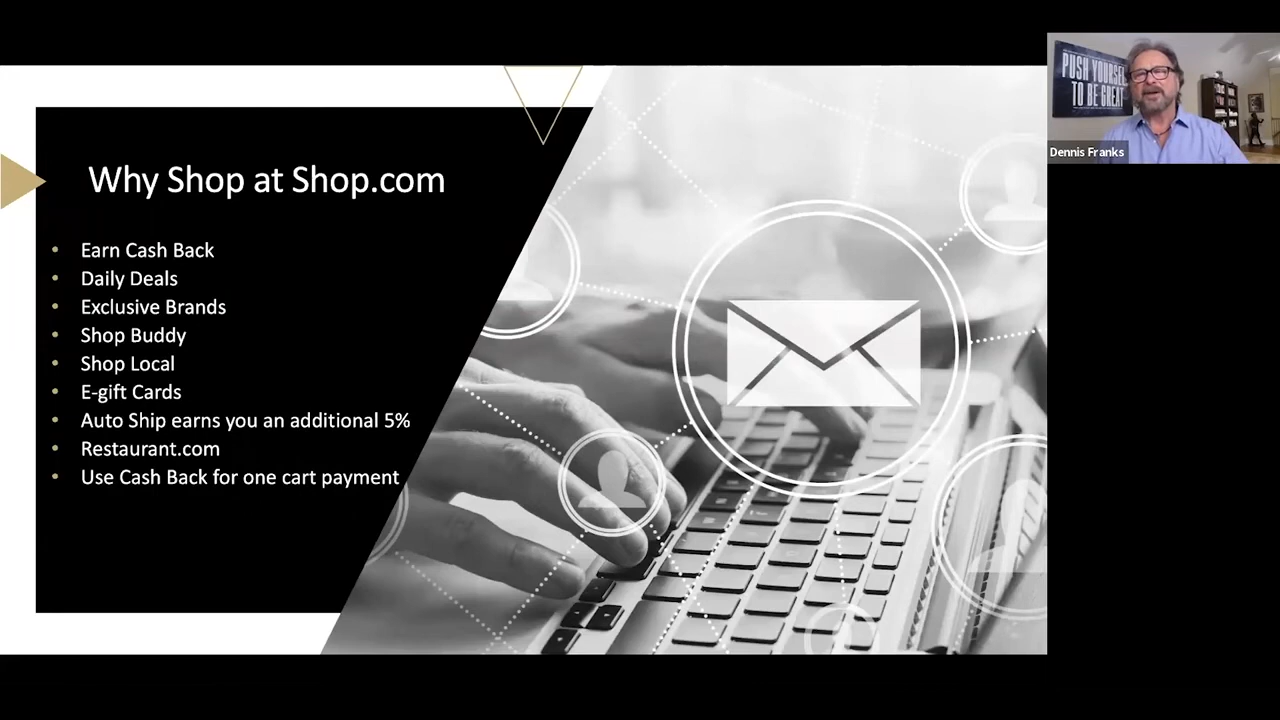 Why Shop at Shop.com
Earn Cash Back
Daily Deals
Exclusive Brands
Shop Buddy
Shop Local
E-gift Cards
Auto Ship earns you an additional 5%
Restaurant.com
Use Cash Back for one cart payment
PUSH YOURSELF
TO BE GREAT
Dennis Franks